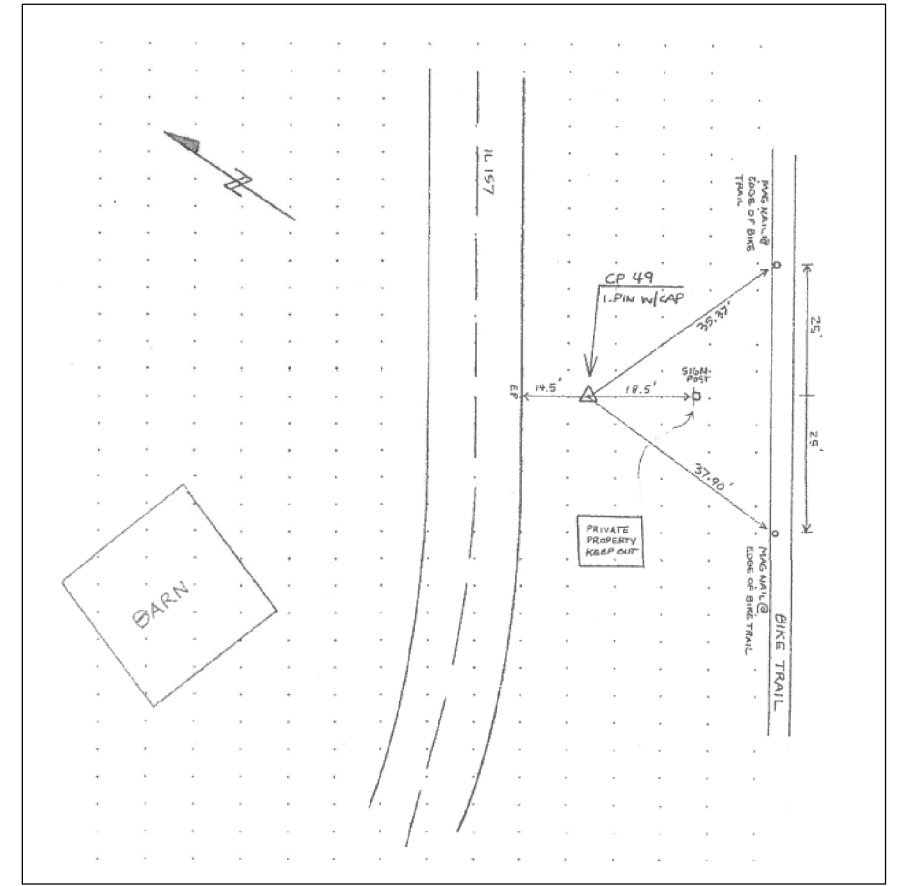 N
IL 157
MAG NAIL @
EDGE OF BIKE
TRAIL
CP 49
1-PIN W/CAP
35.37'
25'
SIGN-
POST
EP
14.5'
18.5'
25'
37.90'
PRIVATE
PROPERTY
KEEP OUT
MAG NAIL @
EDGE OF BIKE TRAIL
BARN
BIKE TRAIL